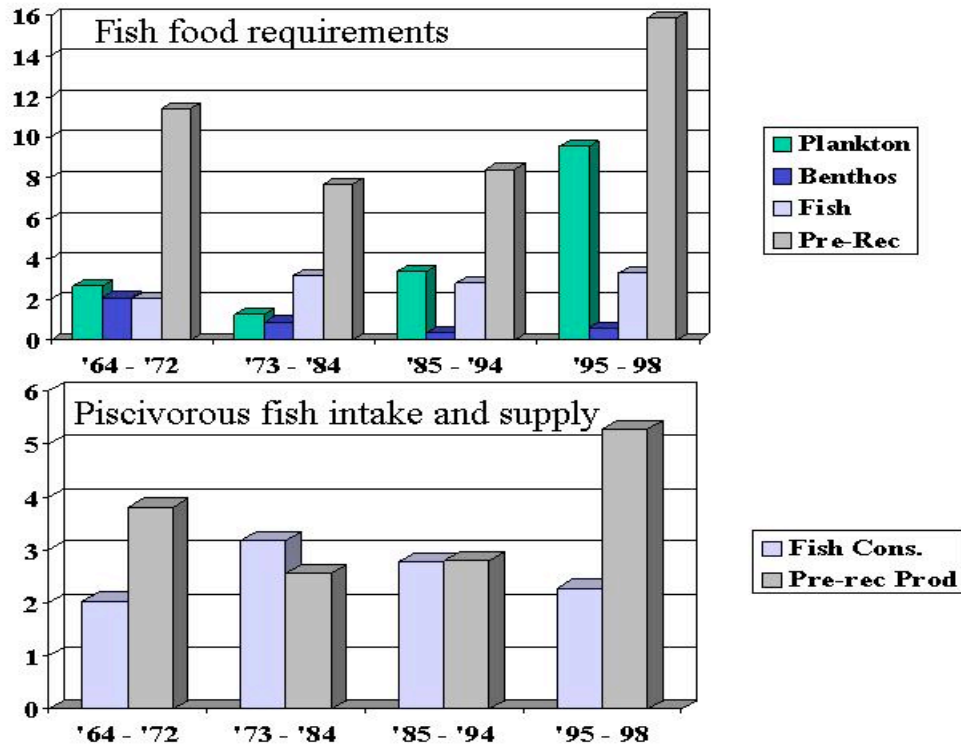 Fish food requirements
16
14
12
10
8
6
4
2
0
'64 - '72 '73 - '84 '85 - '94 '95 - 98
Plankton
Benthos
Fish
Pre-Rec
Piscivorous fish intake and supply
6
5
4
3
2
1
0
'64 - '72 '73 - '84 '85 - '94 '95 - 98
Fish Cons.
Pre-rec Prod